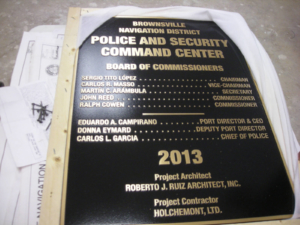 BROWNSVILLE
NAVIGATION DISTRICT
POLICE AND SECURITY
COMMAND CENTER
BOARD OF COMMISSIONERS
SERGIO TITO LÓPEZ . . . . . . . . . . . . . . CHAIRMAN
CARLOS R. MASSO . . . . . . . . . . . . VICE-CHAIRMAN
MARTIN C. ARAMBULA . . . . . . . . . . . . SECRETARY
JOHN REED . . . . . . . . . . . . . . . . COMMISSIONER
RALPH COWEN . . . . . . . . . . . . . . COMMISSIONER
EDUARDO A. CAMPIRANO . . . . PORT DIRECTOR & CEO
DONNA EYMARD . . . . . . . . DEPUTY PORT DIRECTOR
CARLOS L. GARCIA . . . . . . . . . . . CHIEF OF POLICE
2013
Project Architect
ROBERTO J. RUIZ ARCHITECT, INC.
Project Contractor
HOLCHEMONT, LTD.
NAVIGATION